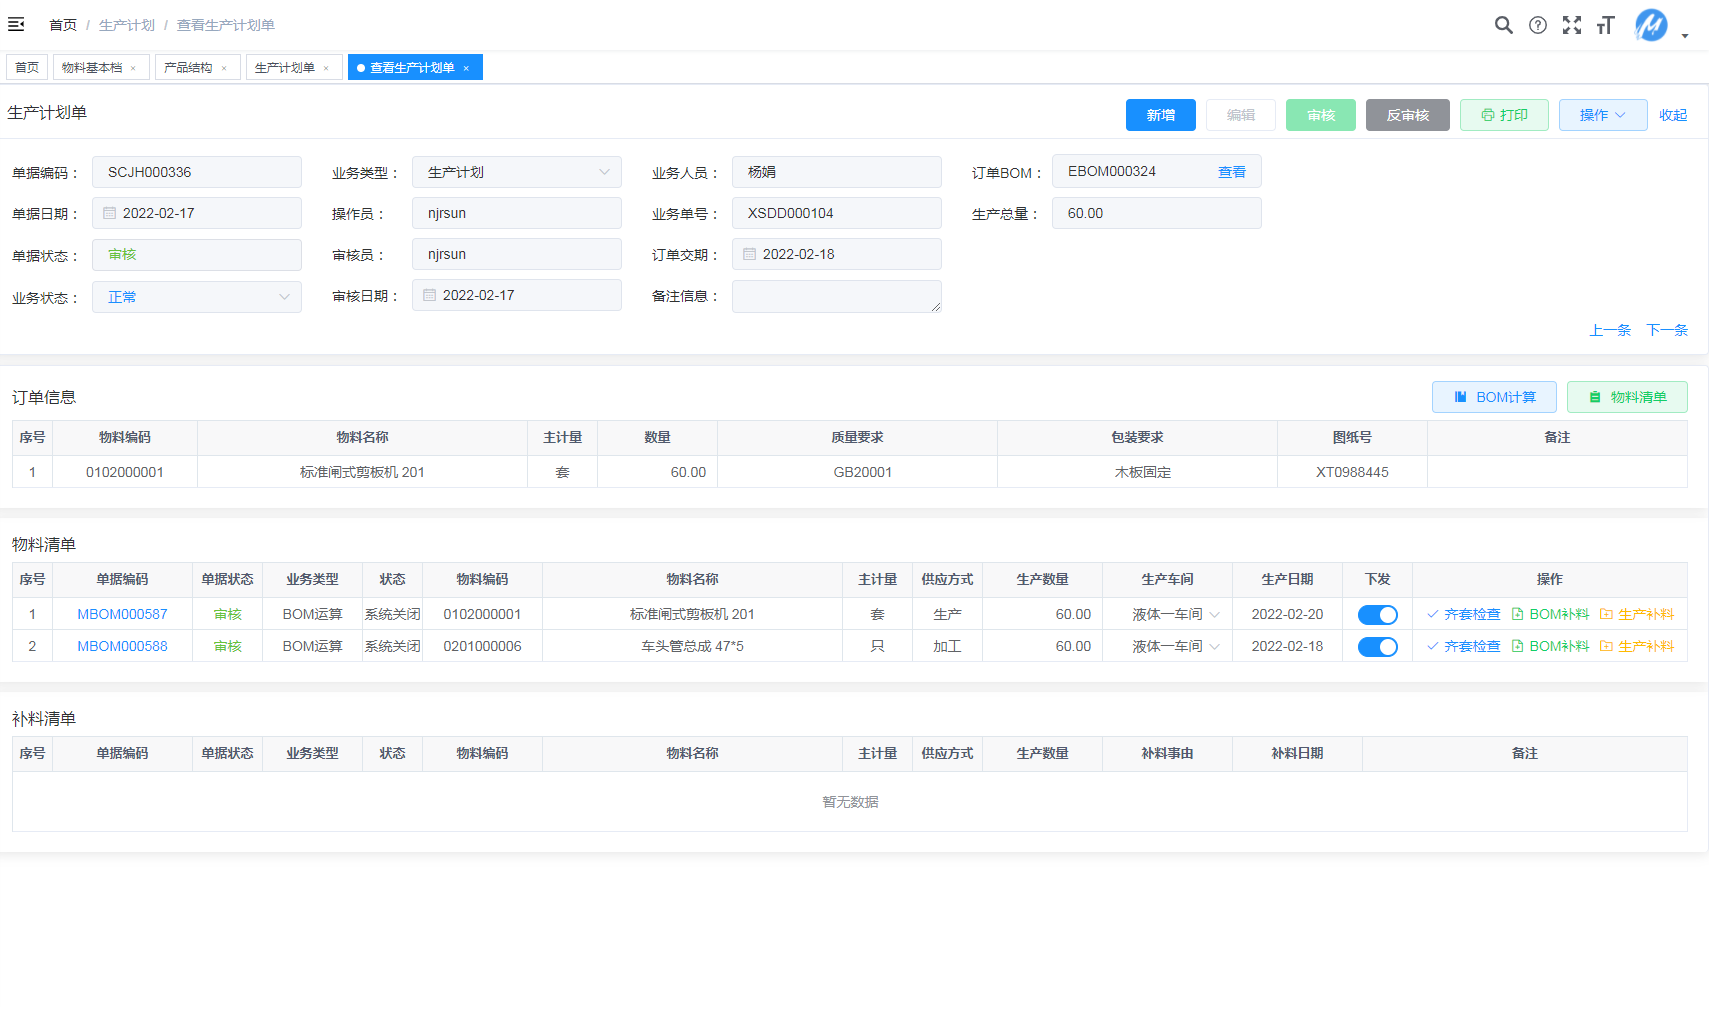 首页 / 生产计划 / 查看生产计划单
首页 物料基本档 × 产品结构 × 生产计划单 × 查看生产计划单 ×
生产计划单 新增 编辑 审核 反审核 打印 操作 收起
单据编码： SCJH000336 业务类型： 生产计划 业务人员： 杨娟 订单BOM： EBOM000324 查看
单据日期： 2022-02-17 操作员： njrsun 业务单号： XSDD000104 生产总量： 60.00
单据状态： 审核 审核员： njrsun 订单交期： 2022-02-18
业务状态： 正常 审核日期： 2022-02-17 备注信息：
上一条 下一条
订单信息 BOM计算 物料清单
序号 物料编码 物料名称 主计量 数量 质量要求 包装要求 图纸号 备注
1 0102000001 标准闸式剪板机 201 套 60.00 GB20001 木板固定 XT0988445
物料清单
序号 单据编码 单据状态 业务类型 状态 物料编码 物料名称 主计量 供应方式 生产数量 生产车间 生产日期 下发 操作
1 MBOM000587 审核 BOM运算 系统关闭 0102000001 标准闸式剪板机 201 套 生产 60.00 液体一车间 2022-02-20 齐套检查 BOM补料 生产补料
2 MBOM000588 审核 BOM运算 系统关闭 0201000006 车头管总成 47*5 只 加工 60.00 液体一车间 2022-02-18 齐套检查 BOM补料 生产补料
补料清单
序号 单据编码 单据状态 业务类型 状态 物料编码 物料名称 主计量 供应方式 生产数量 补料事由 补料日期 备注
暂无数据